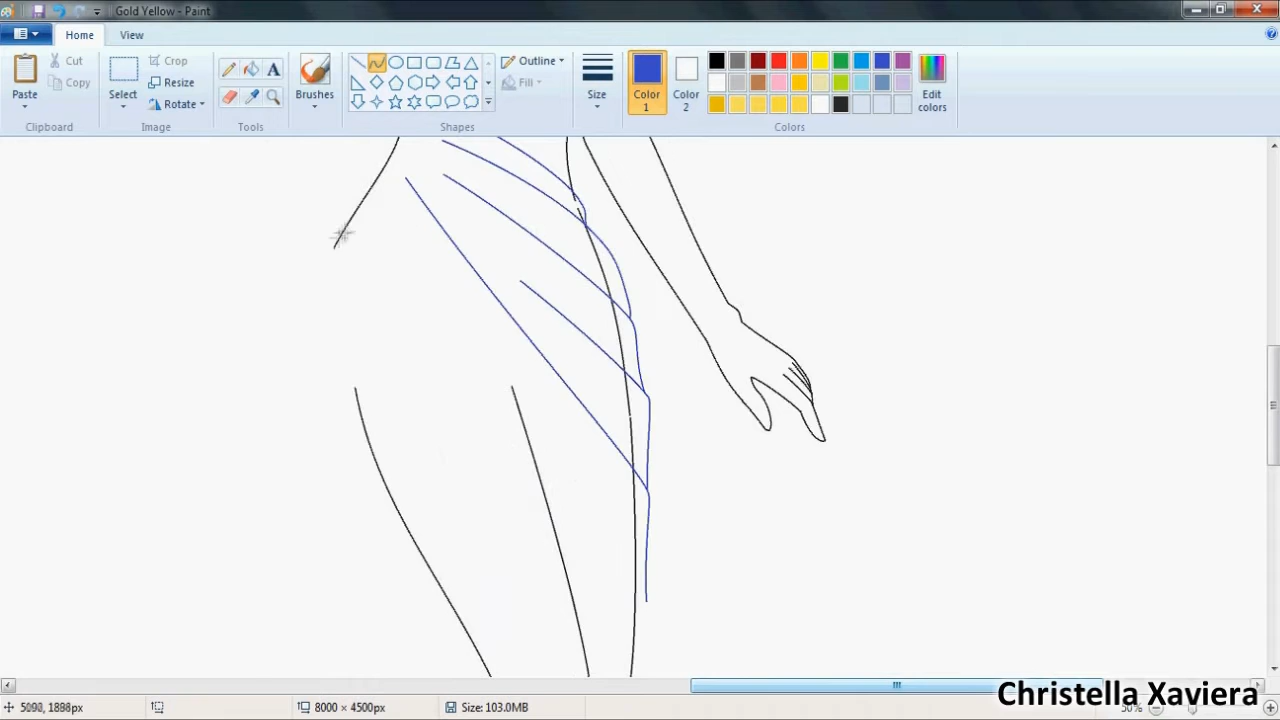 Gold Yellow - Paint
Home
View
Paste
Cut
Copy
Clipboard
Select
Crop
Resize
Rotate
Image
A
Tools
Brushes
Outline
Fill
Shapes
Size
Color 1
Color 2
Edit colors
Colors
5090, 1898px
8000 × 4500px
Size: 103.0MB
50%
Christella Xaviera